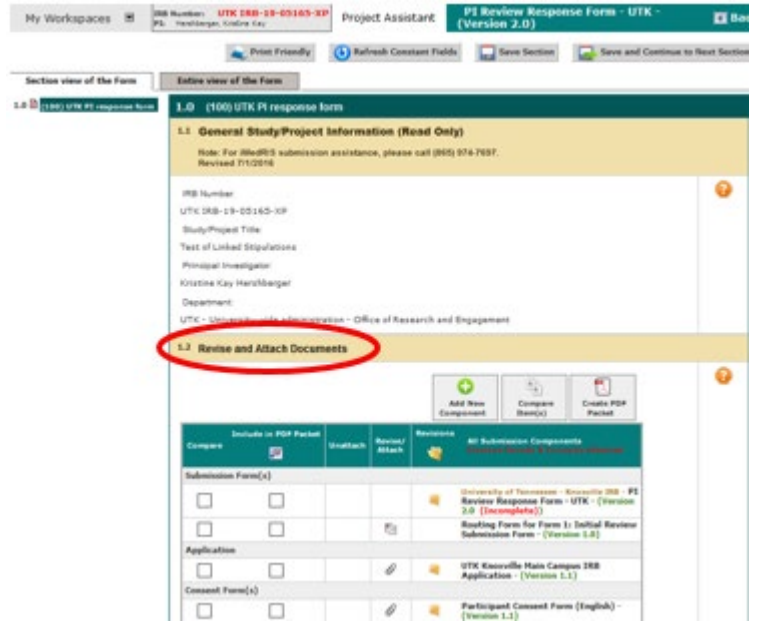 My Workspaces
IRB Number: UTK IRB-19-05165-XP
PI: Hershberger, Kristine Kay
Project Assistant
PI Review Response Form - UTK -
(Version 2.0)
Bac
Print Friendly
Refresh Constant Fields
Save Section
Save and Continue to Next Section
Section view of the Form
Entire view of the Form
1.0 (100) UTK PI response form
1.0 (100) UTK PI response form
1.1 General Study/Project Information (Read Only)
Note: For iMedRIS submission assistance, please call (865) 974-7697.
Revised 7/1/2016
IRB Number
UTK IRB-19-05165-XP
Study/Project Title
Test of Linked Stipulations
Principal Investigator
Kristine Kay Hershberger
Department
UTK - University-wide administration - Office of Research and Engagement
1.2 Revise and Attach Documents
Add New Component
Compare Item(s)
Create PDF Packet
Compare
Include in PDF Packet
Unattach
Revise/ Attach
Revisions
All Submission Components
Submission Form(s)
University of Tennessee - Knoxville IRB - PI
Review Response Form - UTK - (Version
2.0 (Incomplete))
Routing Form for Form 1: Initial Review
Submission Form - (Version 1.0)
Application
UTK Knoxville Main Campus IRB
Application - (Version 1.1)
Consent Form(s)
Participant Consent Form (English) -
(Version 1.1)